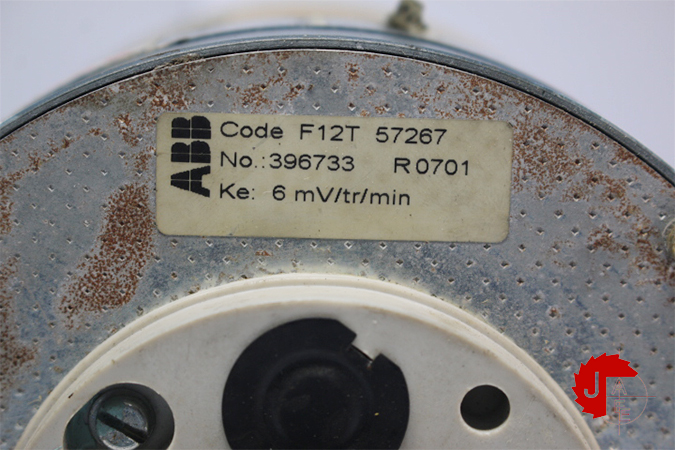 ABB
Code F12T 57267
No.:396733 R0701
Ke: 6 mV/tr/min
J